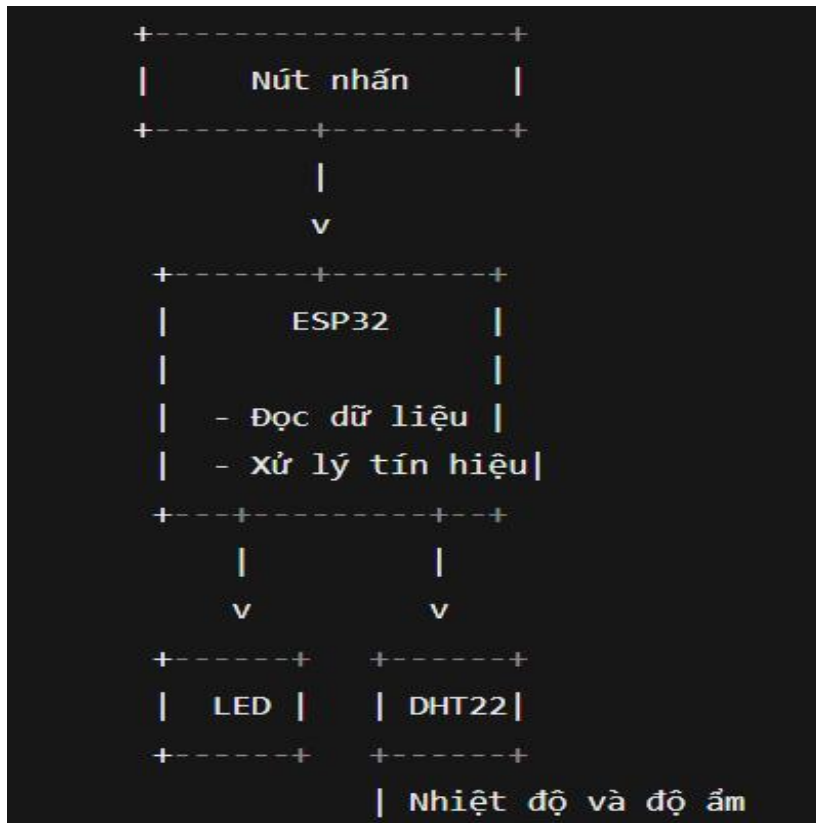 +------------------+
| Nút nhấn |
+--------+---------+
|
v
+-------+--------+
| ESP32 |
| |
| - Đọc dữ liệu |
| - Xử lý tín hiệu|
+---+---------+--+
| |
v v
+------+ +------+
| LED | | DHT22|
+------+ +------+
| Nhiệt độ và độ ẩm